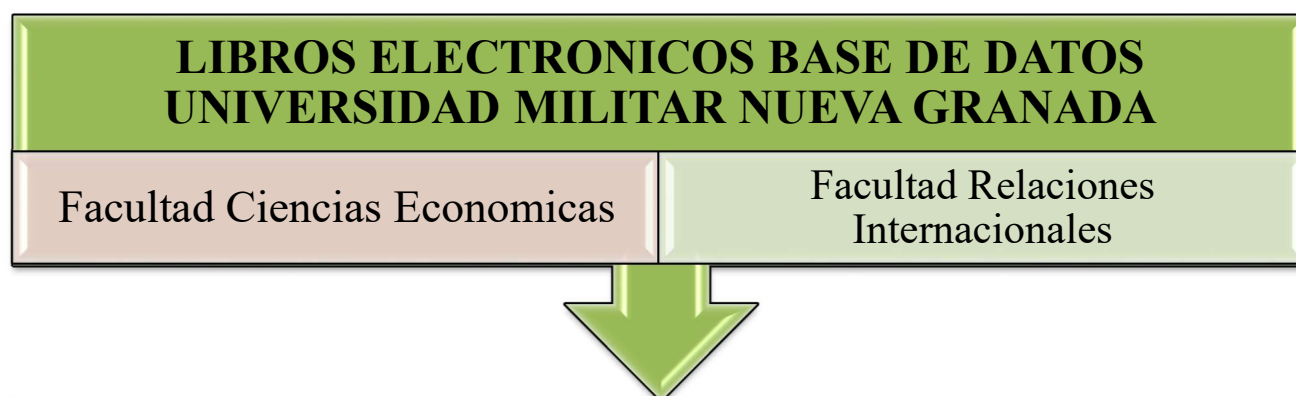 LIBROS ELECTRONICOS BASE DE DATOS
UNIVERSIDAD MILITAR NUEVA GRANADA
Facultad Ciencias Economicas
Facultad Relaciones
Internacionales